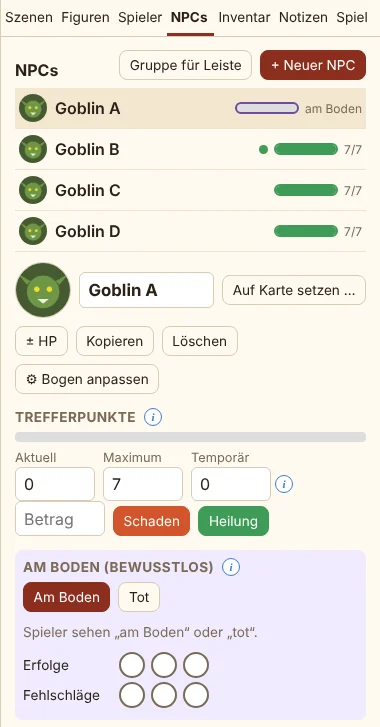 Szenen Figuren Spieler NPCs Inventar Notizen Spiel
NPCs Gruppe für Leiste + Neuer NPC
Goblin A am Boden
Goblin B 7/7
Goblin C 7/7
Goblin D 7/7
Goblin A Auf Karte setzen ...
± HP Kopieren Löschen
⚙ Bogen anpassen
TREFFERPUNKTE i
Aktuell Maximum Temporär
0 7 0 i
Betrag Schaden Heilung
AM BODEN (BEWUSSTLOS) i
Am Boden Tot
Spieler sehen „am Boden“ oder „tot“.
Erfolge
Fehlschläge